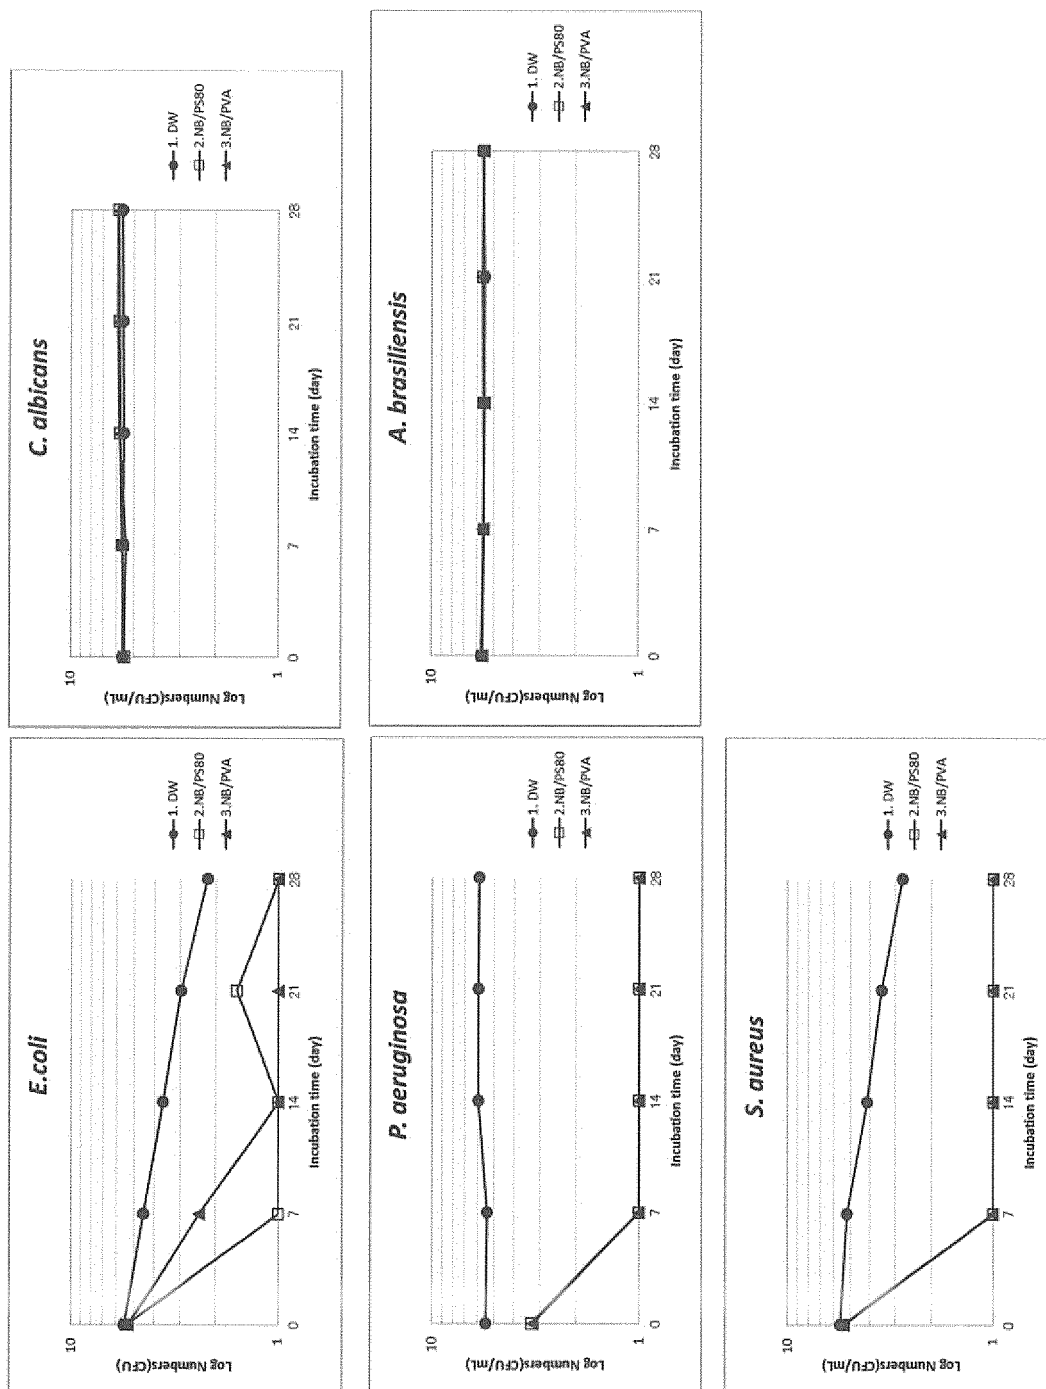 E.coli
Log Numbers(CFU)
10
1
0
7
14
21
28
Incubation time (day)
1. DW
2.NB/PS80
3.NB/PVA
C. albicans
Log Numbers(CFU/mL)
10
1
0
7
14
21
28
Incubation time (day)
1. DW
2.NB/PS80
3.NB/PVA
P. aeruginosa
Log Numbers(CFU/mL)
10
1
0
7
14
21
28
Incubation time (day)
1. DW
2.NB/PS80
3.NB/PVA
A. brasiliensis
Log Numbers(CFU/mL)
10
1
0
7
14
21
28
Incubation time (day)
1. DW
2.NB/PS80
3.NB/PVA
S. aureus
Log Numbers(CFU/mL)
10
1
0
7
14
21
28
Incubation time (day)
1. DW
2.NB/PS80
3.NB/PVA